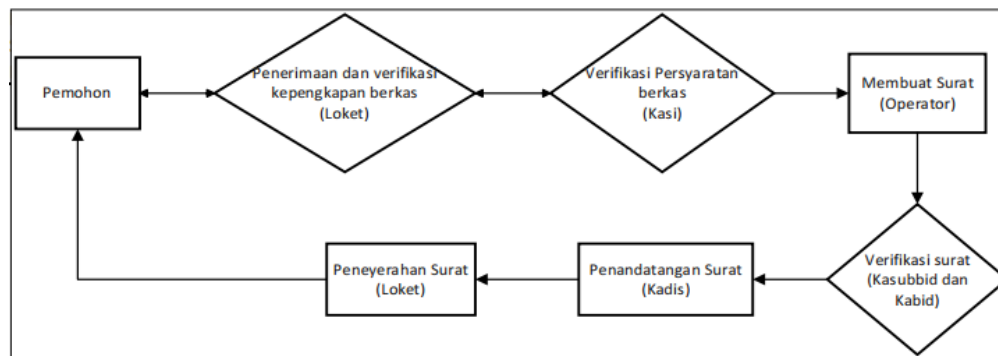 Pemohon
Penerimaan dan verifikasi
kepengkapan berkas
(Loket)
Verifikasi Persyaratan
berkas
(Kasi)
Membuat Surat
(Operator)
Verifikasi surat
(Kasubbid dan
Kabid)
Penandatangan Surat
(Kadis)
Peneyerahan Surat
(Loket)